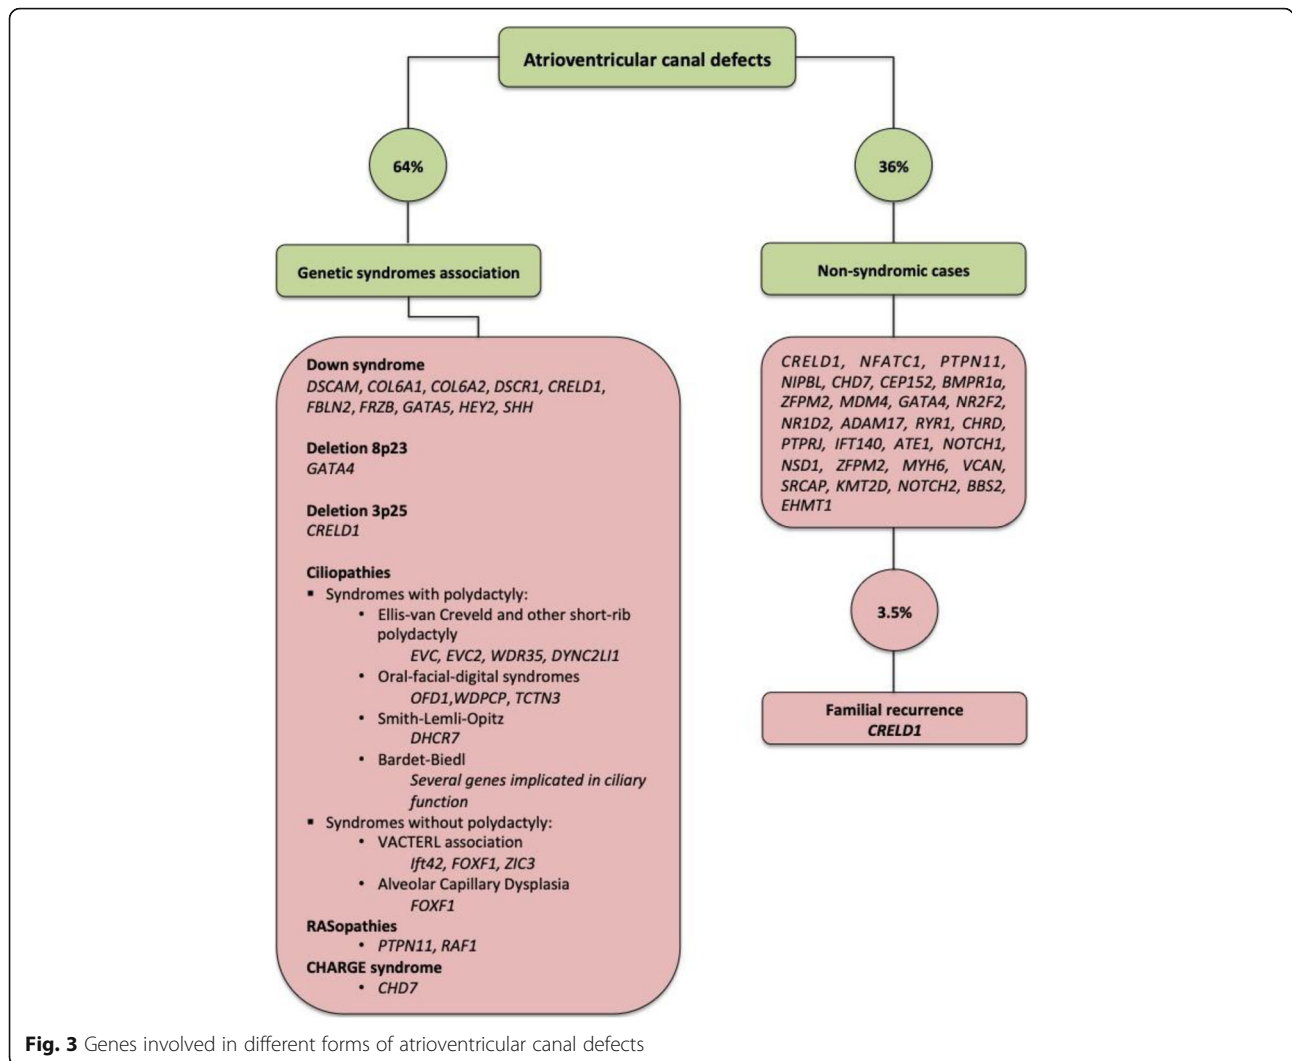 Atrioventricular canal defects
64%
36%
Genetic syndromes association
Non-syndromic cases
Down syndrome
DSCAM, COL6A1, COL6A2, DSCR1, CRELD1,
FBLN2, FRZB, GATA5, HEY2, SHH
Deletion 8p23
GATA4
Deletion 3p25
CRELD1
Ciliopathies
▪ Syndromes with polydactyly:
• Ellis-van Creveld and other short-rib
polydactyly
EVC, EVC2, WDR35, DYNC2LI1
• Oral-facial-digital syndromes
OFD1,WDPCP, TCTN3
• Smith-Lemli-Opitz
DHCR7
• Bardet-Biedl
Several genes implicated in ciliary
function
▪ Syndromes without polydactyly:
• VACTERL association
Ift42, FOXF1, ZIC3
• Alveolar Capillary Dysplasia
FOXF1
RASopathies
• PTPN11, RAF1
CHARGE syndrome
• CHD7
CRELD1, NFATC1, PTPN11,
NIPBL, CHD7, CEP152, BMPR1a,
ZFPM2, MDM4, GATA4, NR2F2,
NR1D2, ADAM17, RYR1, CHRD,
PTPRJ, IFT140, ATE1, NOTCH1,
NSD1, ZFPM2, MYH6, VCAN,
SRCAP, KMT2D, NOTCH2, BBS2,
EHMT1
3.5%
Familial recurrence
CRELD1
Fig. 3 Genes involved in different forms of atrioventricular canal defects